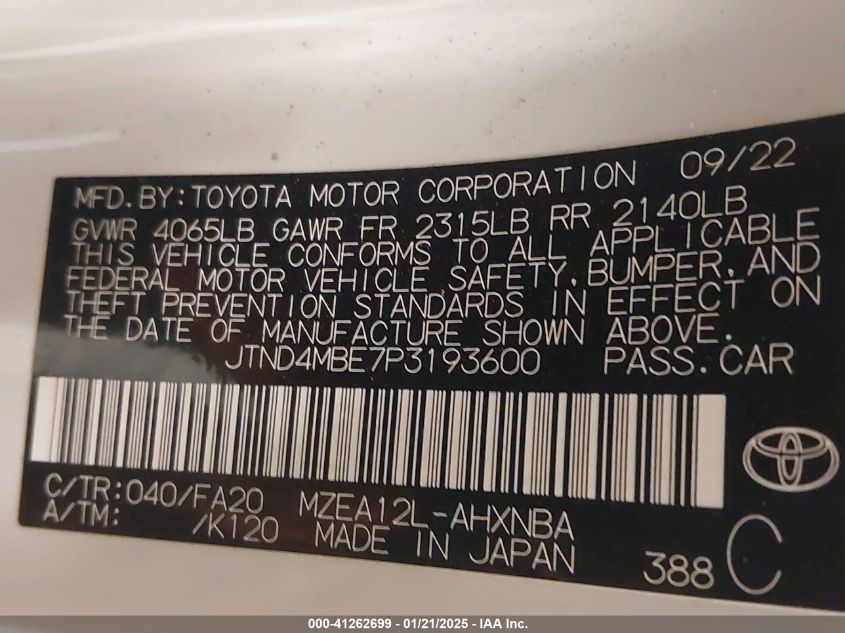 MFD. BY: TOYOTA MOTOR CORPORATION 09/22
GVWR 4065LB GAWR FR 2315LB RR 2140LB
THIS VEHICLE CONFORMS TO ALL APPLICABLE
FEDERAL MOTOR VEHICLE SAFETY, BUMPER, AND
THEFT PREVENTION STANDARDS IN EFFECT ON
THE DATE OF MANUFACTURE SHOWN ABOVE.
JTND4MBE7P3193600 PASS. CAR
C/TR: 040/FA20 MZEA12L-AHXNBA
A/TM: /K120 MADE IN JAPAN
388 C
000-41262699 - 01/21/2025 - IAA Inc.